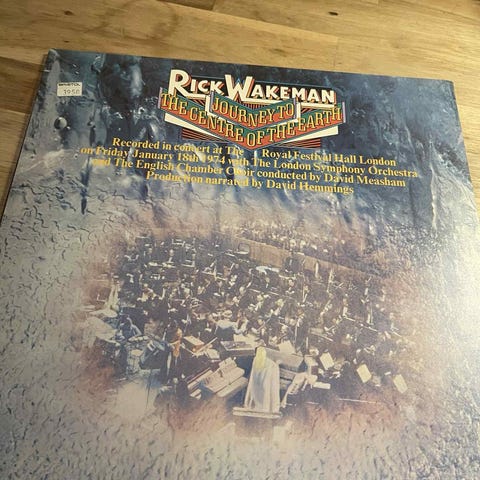 3950
RICK WAKEMAN
JOURNEY TO
THE CENTRE OF THE EARTH
Recorded in concert at The Royal Festival Hall London
on Friday January 18th 1974 with The London Symphony Orchestra
and The English Chamber Choir conducted by David Measham
Production narrated by David Hemmings